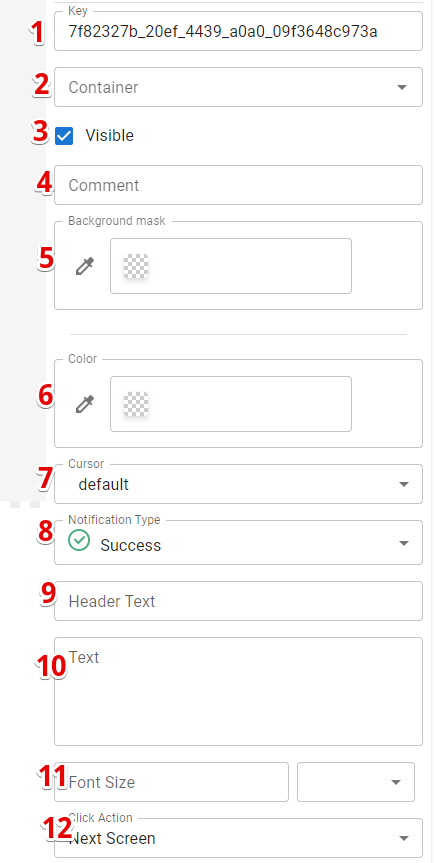 Key
1 7f82327b_20ef_4439_a0a0_09f3648c973a
2 Container
3 Visible
4 Comment
Background mask
5
Color
6
Cursor
7 default
Notification Type
8 Success
9 Header Text
10 Text
11 Font Size
Click Action
12 Next Screen